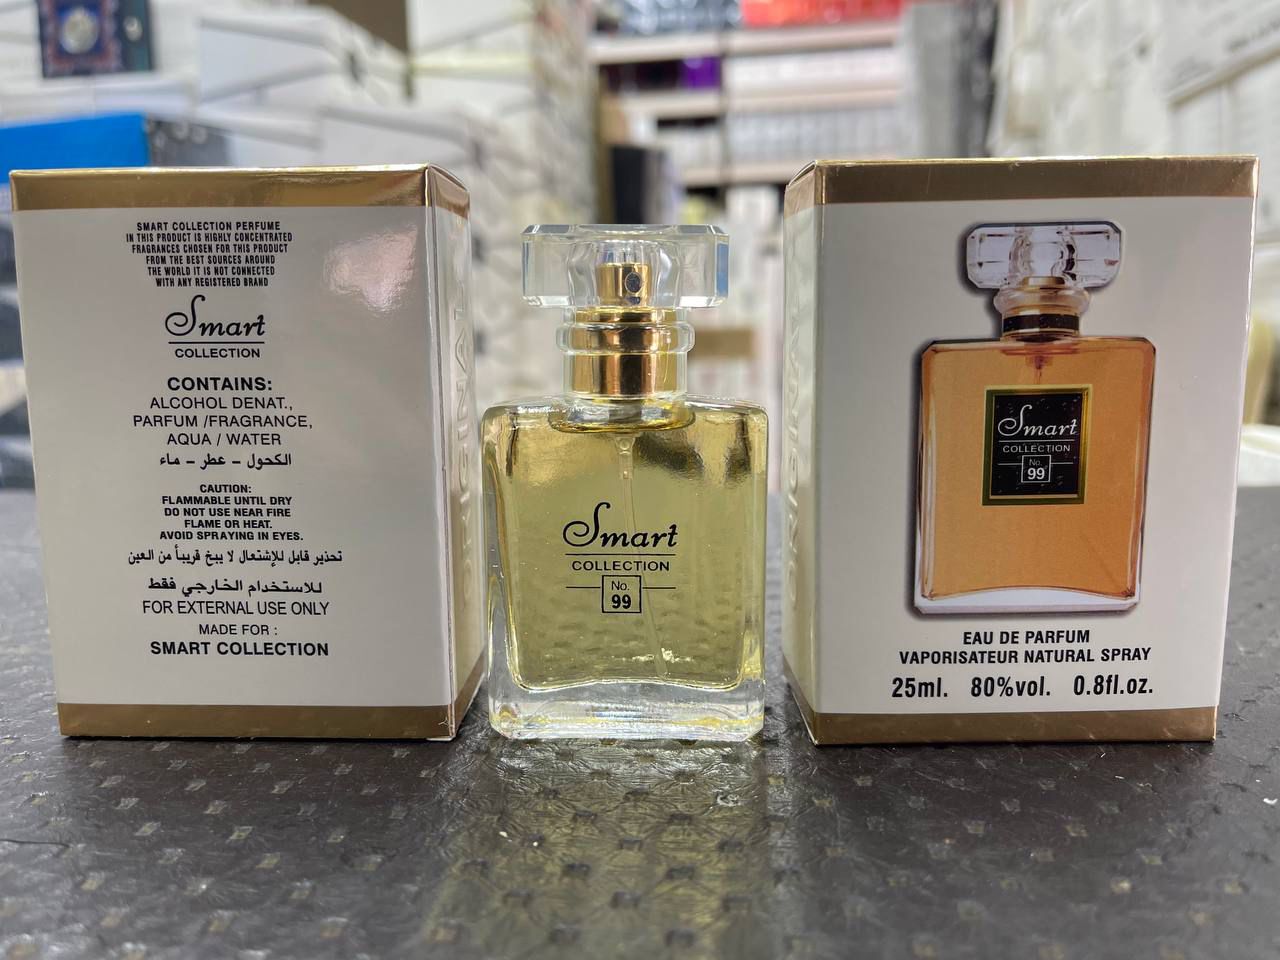 SMART COLLECTION PERFUME
IN THIS PRODUCT IS HIGHLY CONCENTRATED
FRAGRANCES CHOSEN FOR THIS PRODUCT
FROM THE BEST SOURCES AROUND
THE WORLD IT IS NOT CONNECTED
WITH ANY REGISTERED BRAND
Smart
COLLECTION
CONTAINS:
ALCOHOL DENAT.,
PARFUM /FRAGRANCE,
AQUA / WATER
الكحول - عطر - ماء
CAUTION:
FLAMMABLE UNTIL DRY
DO NOT USE NEAR FIRE
FLAME OR HEAT.
AVOID SPRAYING IN EYES.
تحذير قابل للإشتعال لا يبخ قريباً من العين
للاستخدام الخارجي فقط
FOR EXTERNAL USE ONLY
MADE FOR :
SMART COLLECTION
Smart
COLLECTION
No.
99
Smart
COLLECTION
No.
99
EAU DE PARFUM
VAPORISATEUR NATURAL SPRAY
25ml. 80%vol. 0.8fl.oz.